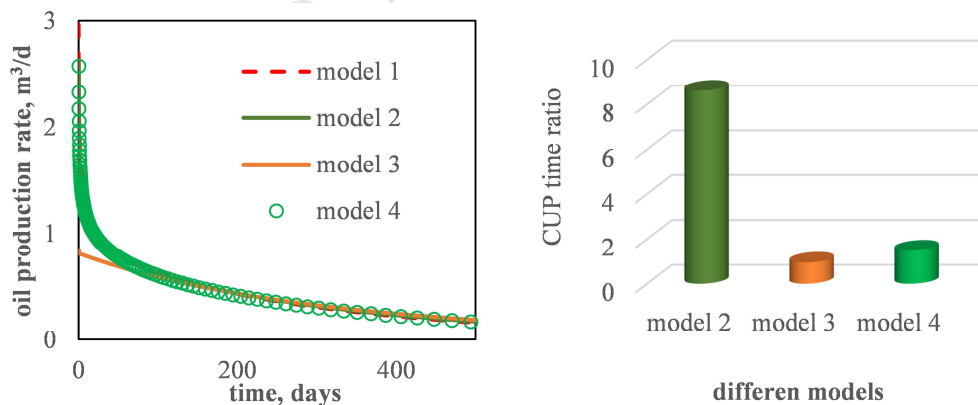 oil production rate, m³/d
3
2
1
0
0
200
400
time, days
model 1
model 2
model 3
model 4
CUP time ratio
10
8
6
4
2
0
model 2
model 3
model 4
differen models